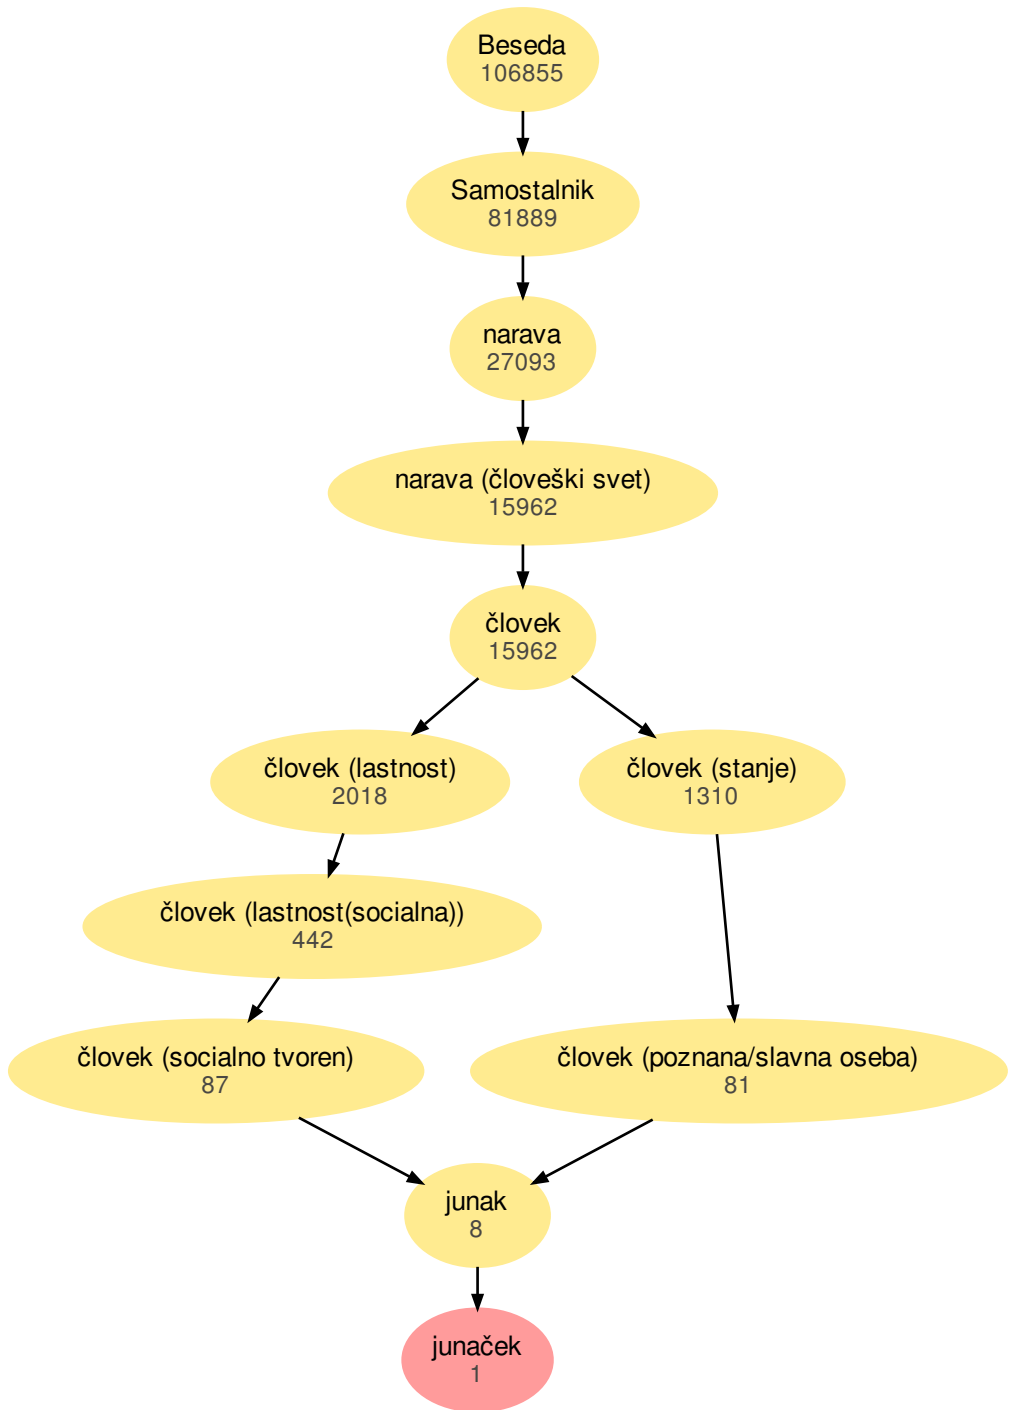 Beseda
106855
Samostalnik
81889
narava
27093
narava (človeški svet)
15962
človek
15962
človek (lastnost)
2018
človek (stanje)
1310
človek (lastnost(socialna))
442
človek (socialno tvoren)
87
človek (poznana/slavna oseba)
81
junak
8
junaček
1